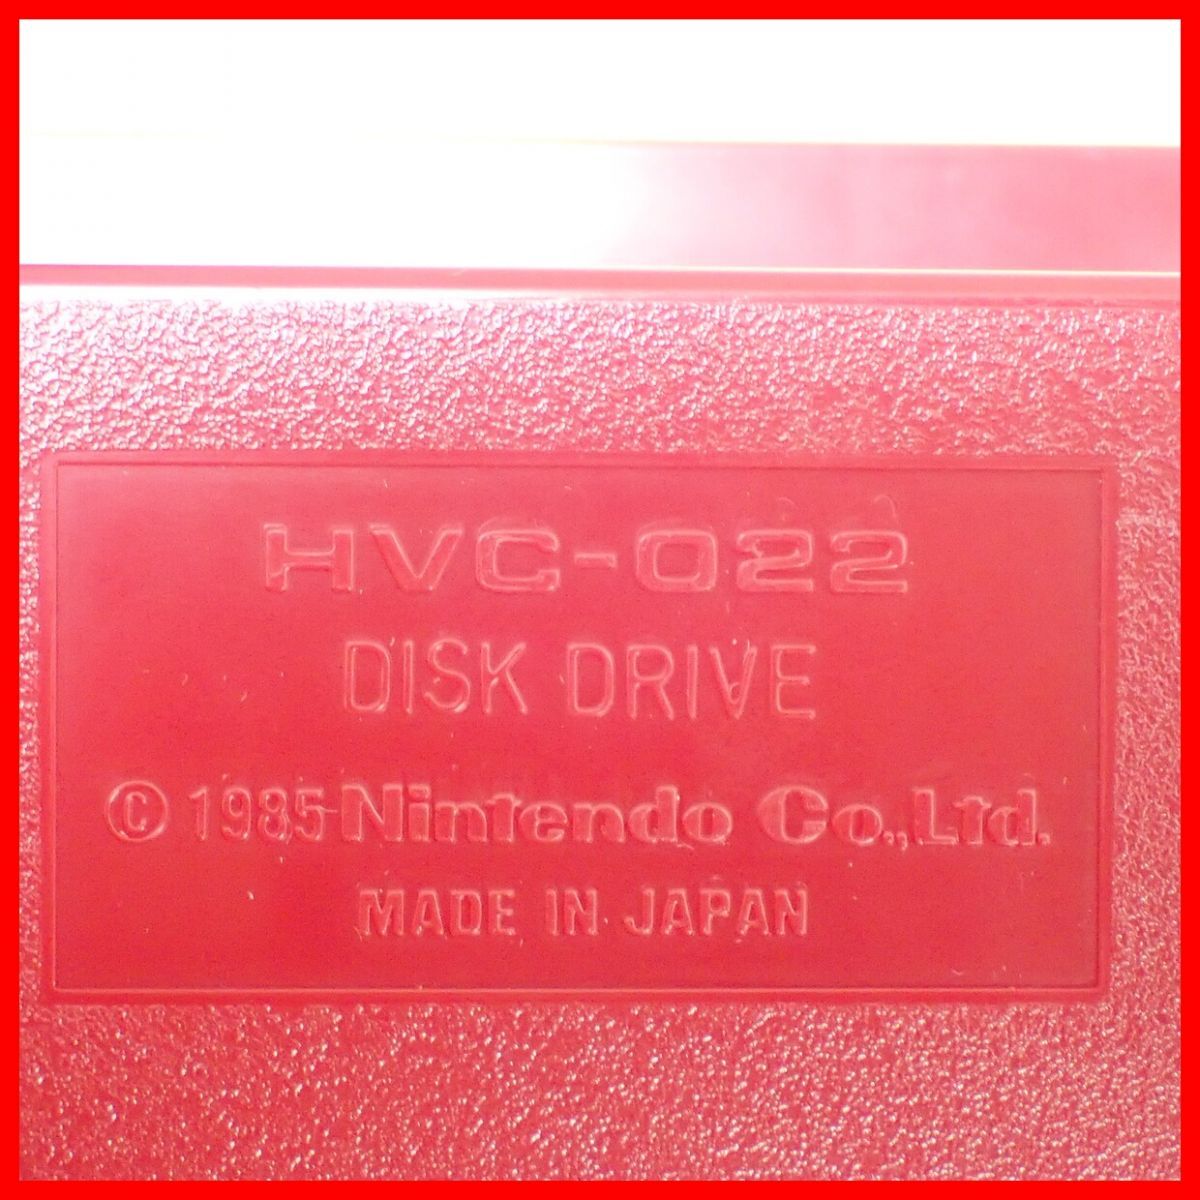 HVC-022
DISK DRIVE
© 1985 Nintendo Co., Ltd.
MADE IN JAPAN